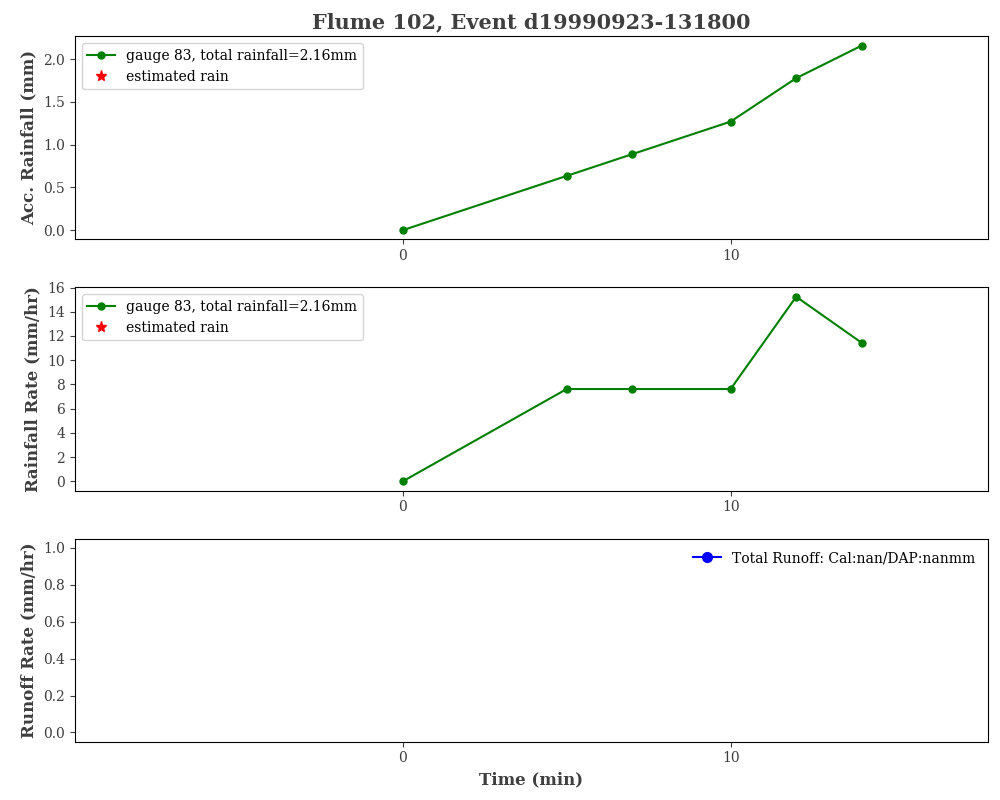 Flume 102, Event d19990923-131800
Acc. Rainfall (mm)
2.0
1.5
1.0
0.5
0.0
gauge 83, total rainfall=2.16mm
estimated rain
0 10
Rainfall Rate (mm/hr)
16
14
12
10
8
6
4
2
0
gauge 83, total rainfall=2.16mm
estimated rain
0 10
Runoff Rate (mm/hr)
1.0
0.8
0.6
0.4
0.2
0.0
Total Runoff: Cal:nan/DAP:nanmm
0 10
Time (min)